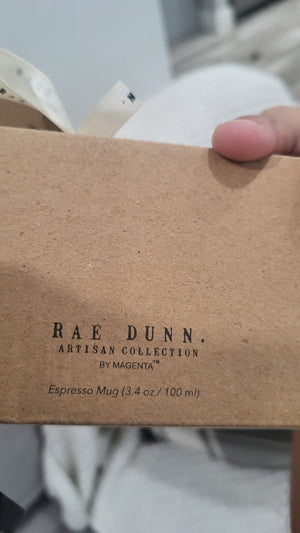 RAE DUNN.
ARTISAN COLLECTION
BY MAGENTA™
Espresso Mug (3.4 oz / 100 ml)